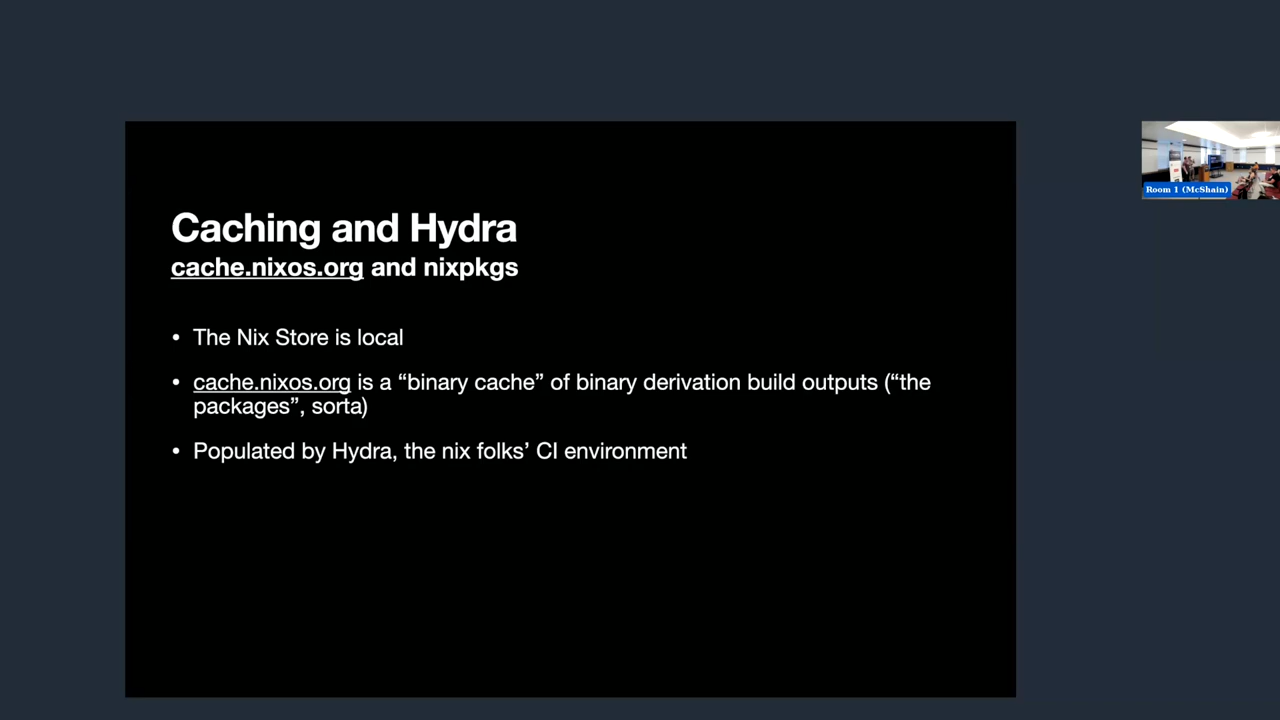 Caching and Hydra
cache.nixos.org and nixpkgs
• The Nix Store is local
• cache.nixos.org is a “binary cache” of binary derivation build outputs (“the
packages”, sorta)
• Populated by Hydra, the nix folks’ CI environment
Room 1 (McShain)